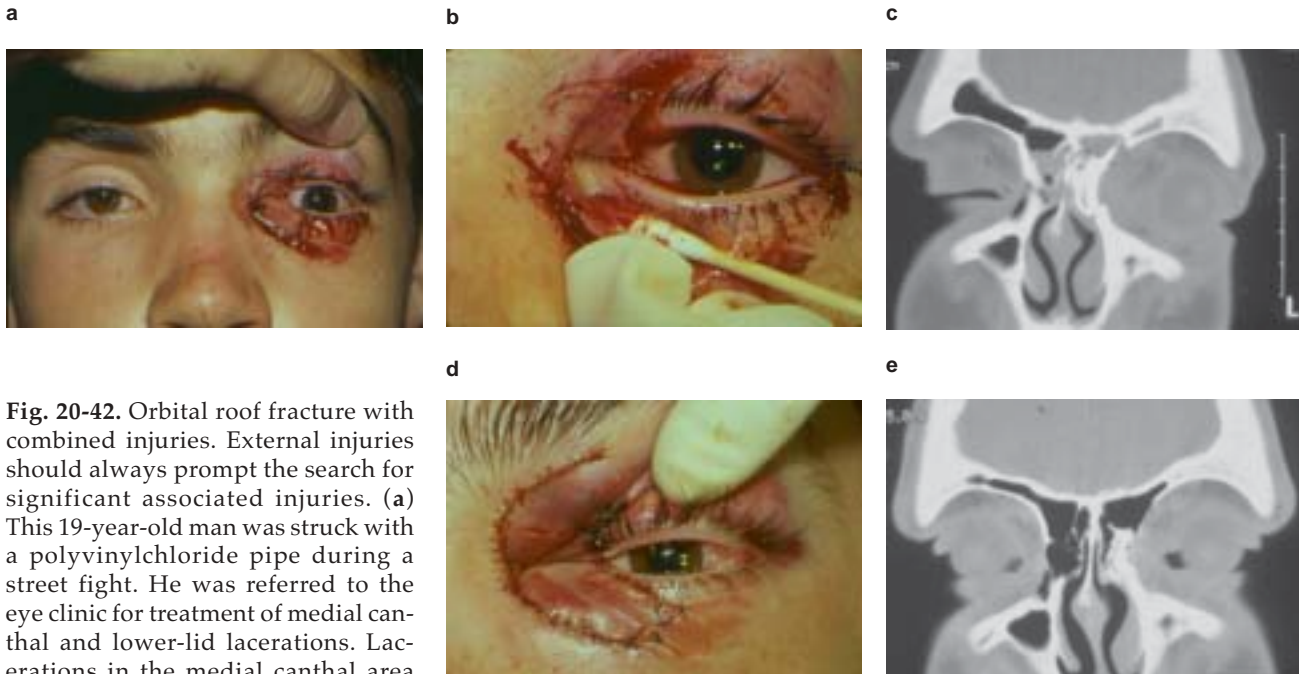 a
b
c
L
d
e
Fig. 20-42. Orbital roof fracture with
combined injuries. External injuries
should always prompt the search for
significant associated injuries. (a)
This 19-year-old man was struck with
a polyvinylchloride pipe during a
street fight. He was referred to the
eye clinic for treatment of medial can-
thal and lower-lid lacerations. Lac-
erations in the medial canthal area